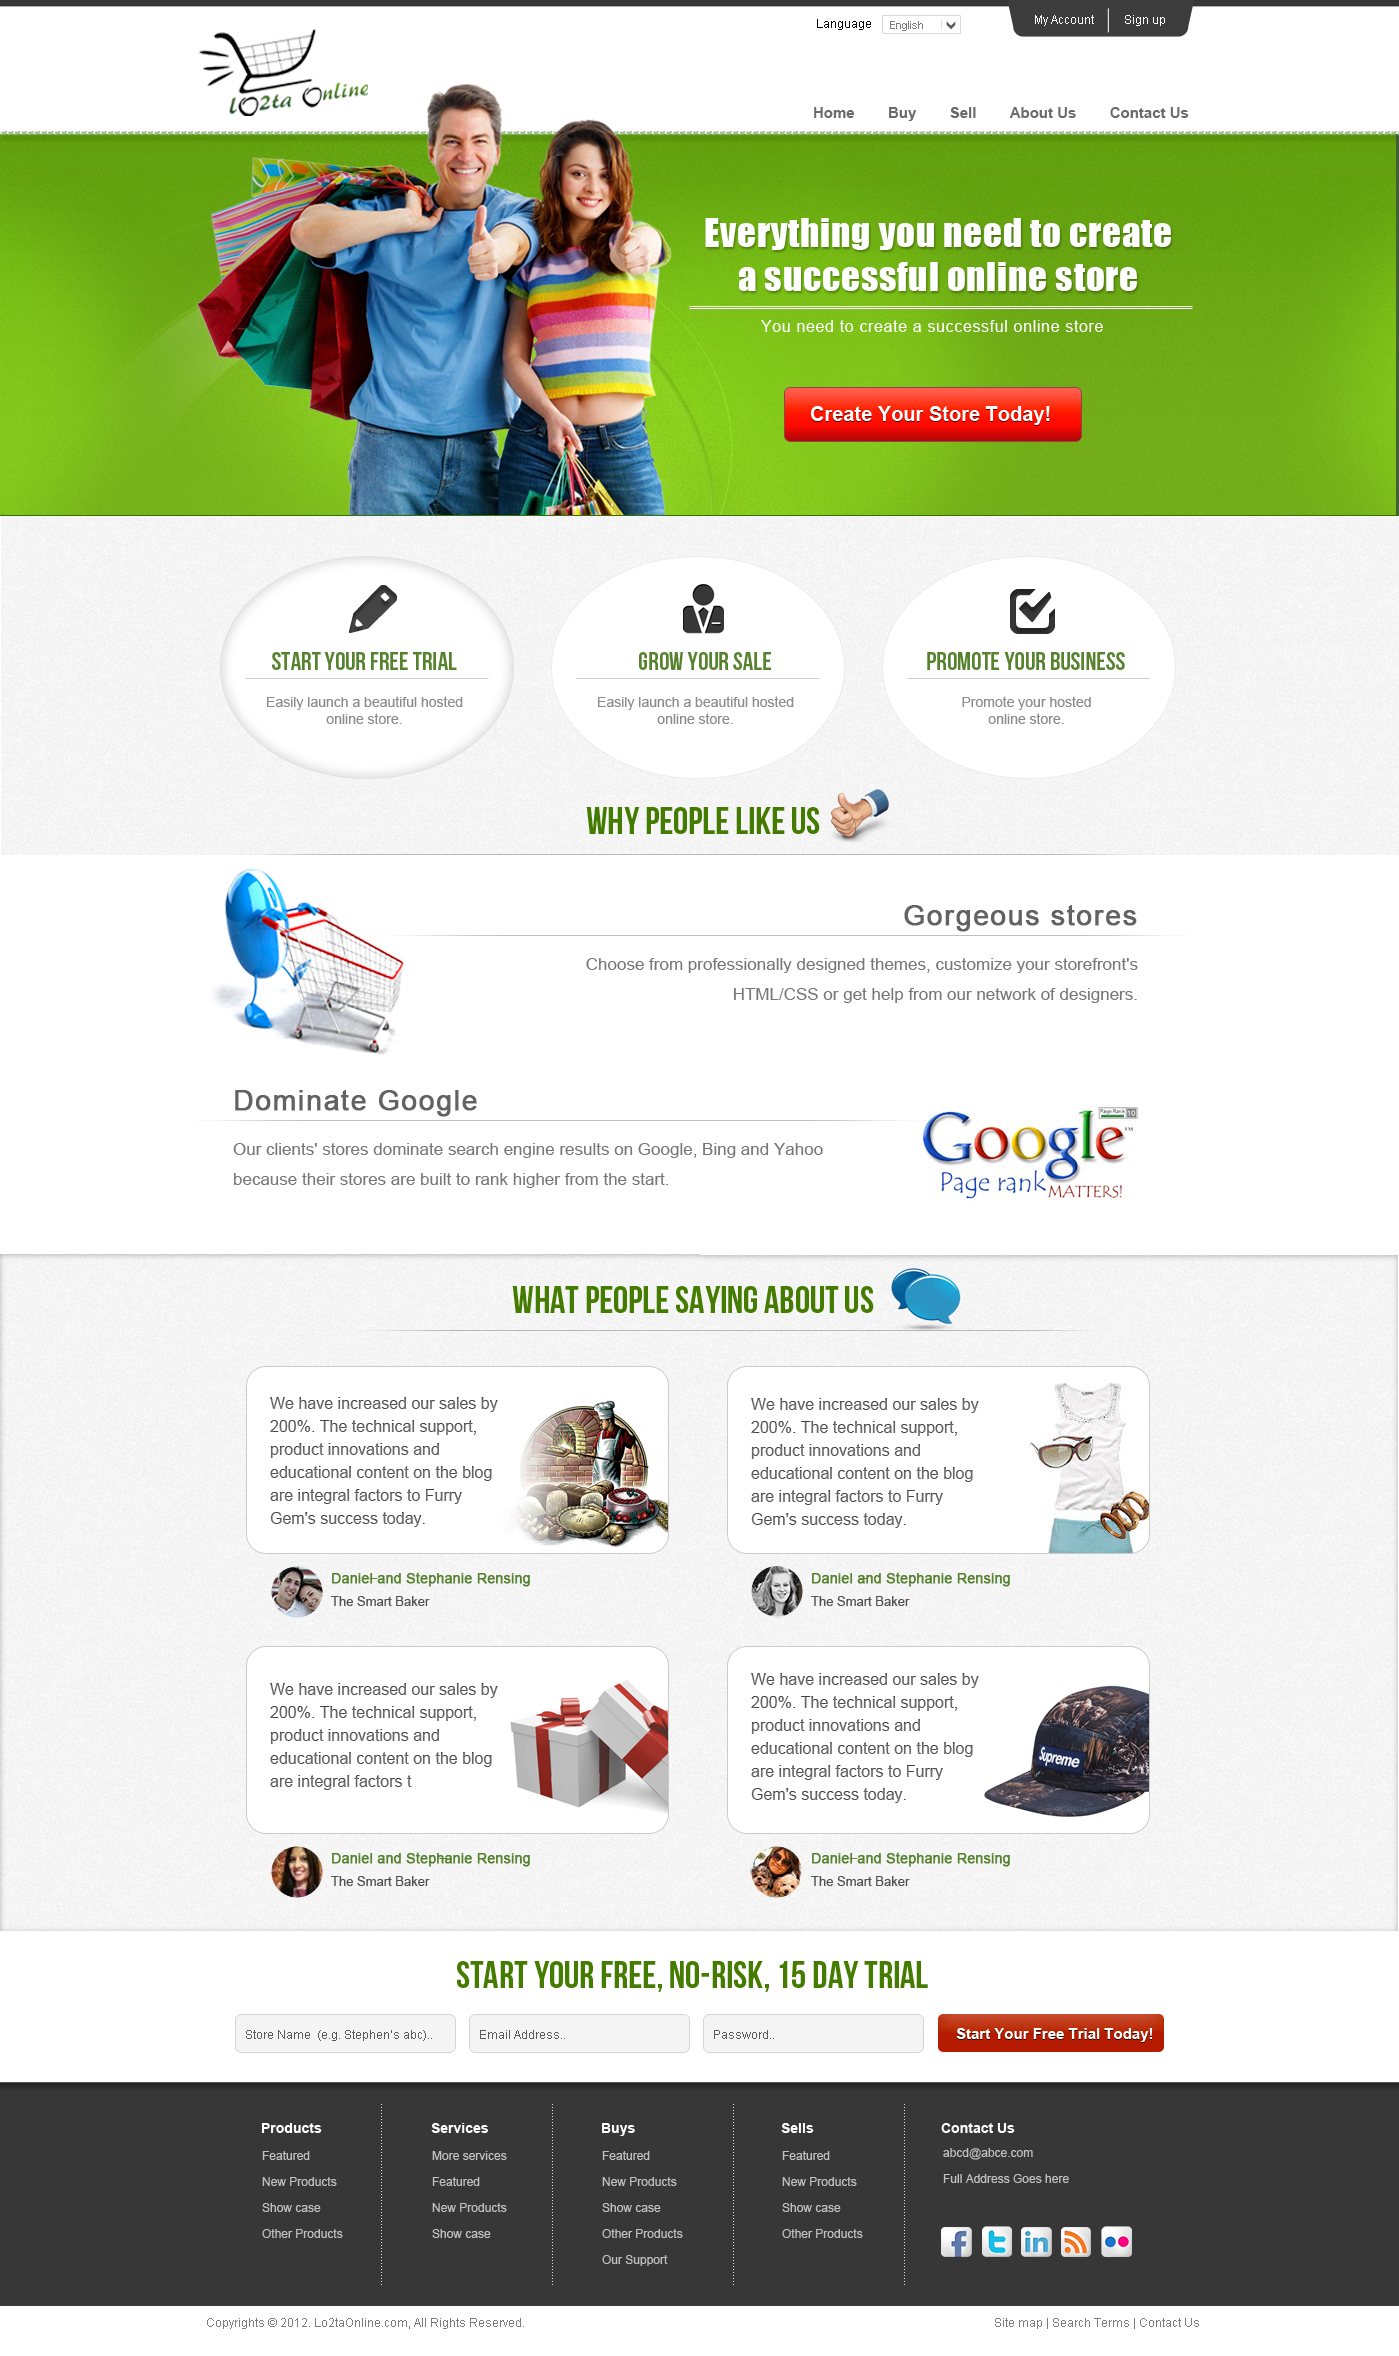 Language English
My Account Sign up
lO2ta Online
Home Buy Sell About Us Contact Us
Everything you need to create
a successful online store
You need to create a successful online store
Create Your Store Today!
START YOUR FREE TRIAL
Easily launch a beautiful hosted
online store.
GROW YOUR SALE
Easily launch a beautiful hosted
online store.
PROMOTE YOUR BUSINESS
Promote your hosted
online store.
WHY PEOPLE LIKE US
Gorgeous stores
Choose from professionally designed themes, customize your storefront's
HTML/CSS or get help from our network of designers.
Dominate Google
Our clients' stores dominate search engine results on Google, Bing and Yahoo
because their stores are built to rank higher from the start.
Page Rank 10
Google™
Page rank MATTERS!
WHAT PEOPLE SAYING ABOUT US
We have increased our sales by
200%. The technical support,
product innovations and
educational content on the blog
are integral factors to Furry
Gem's success today.
Daniel and Stephanie Rensing
The Smart Baker
We have increased our sales by
200%. The technical support,
product innovations and
educational content on the blog
are integral factors to Furry
Gem's success today.
Daniel and Stephanie Rensing
The Smart Baker
We have increased our sales by
200%. The technical support,
product innovations and
educational content on the blog
are integral factors t
Daniel and Stephanie Rensing
The Smart Baker
We have increased our sales by
200%. The technical support,
product innovations and
educational content on the blog
are integral factors to Furry
Gem's success today.
Supreme
Daniel and Stephanie Rensing
The Smart Baker
START YOUR FREE, NO-RISK, 15 DAY TRIAL
Store Name (e.g. Stephen's abc)..
Email Address..
Password..
Start Your Free Trial Today!
Products
Featured
New Products
Show case
Other Products
Services
More services
Featured
New Products
Show case
Buys
Featured
New Products
Show case
Other Products
Our Support
Sells
Featured
New Products
Show case
Other Products
Contact Us
abcd@abce.com
Full Address Goes here
Copyrights © 2012. Lo2taOnline.com, All Rights Reserved.
Site map | Search Terms | Contact Us